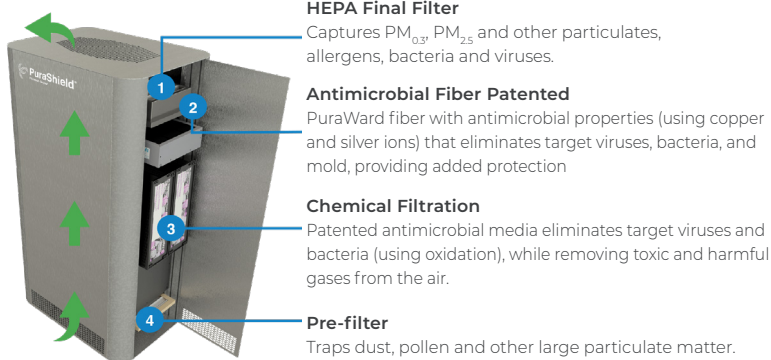 HEPA Final Filter
Captures PM0.3, PM2.5 and other particulates,
allergens, bacteria and viruses.
PuraShield
1
2
Antimicrobial Fiber Patented
PuraWard fiber with antimicrobial properties (using copper
and silver ions) that eliminates target viruses, bacteria, and
mold, providing added protection
Chemical Filtration
3
Patented antimicrobial media eliminates target viruses and
bacteria (using oxidation), while removing toxic and harmful
gases from the air.
4
Pre-filter
Traps dust, pollen and other large particulate matter.